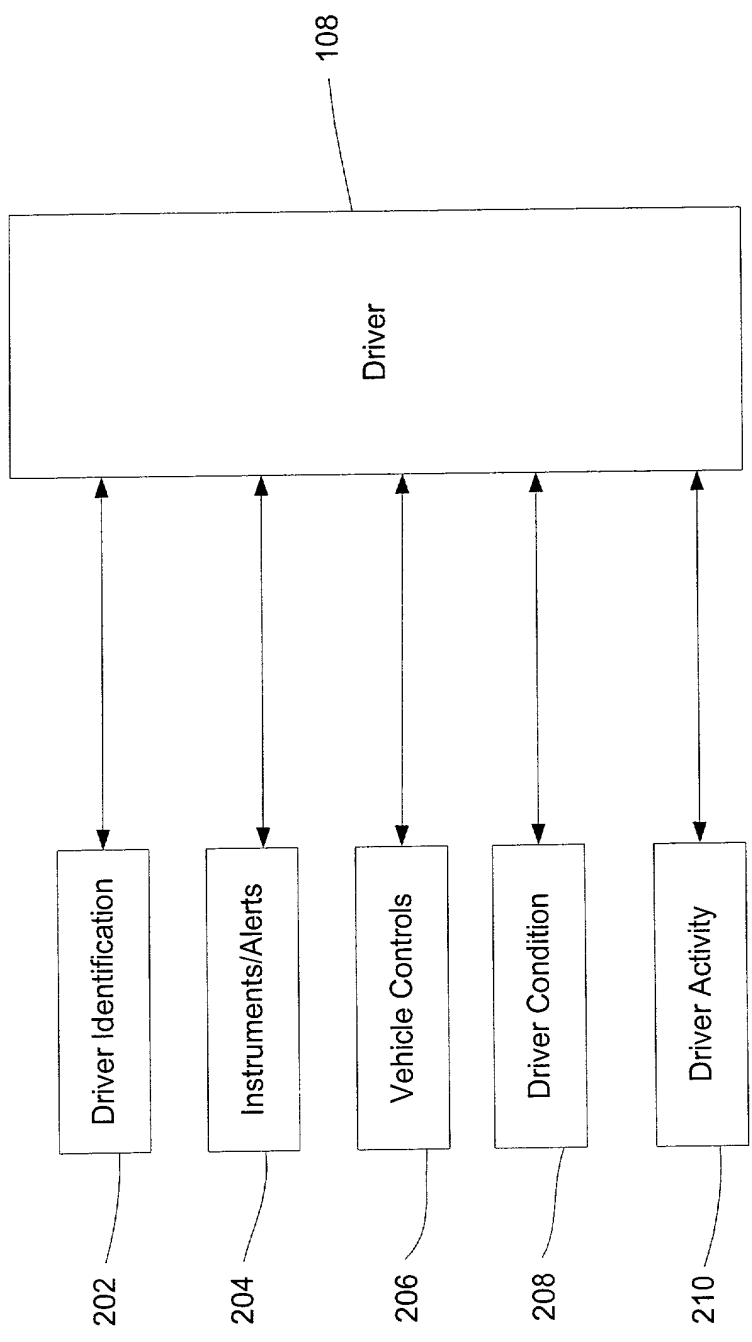 108
Driver
Driver Identification
Instruments/Alerts
Vehicle Controls
Driver Condition
Driver Activity
202
204
206
208
210